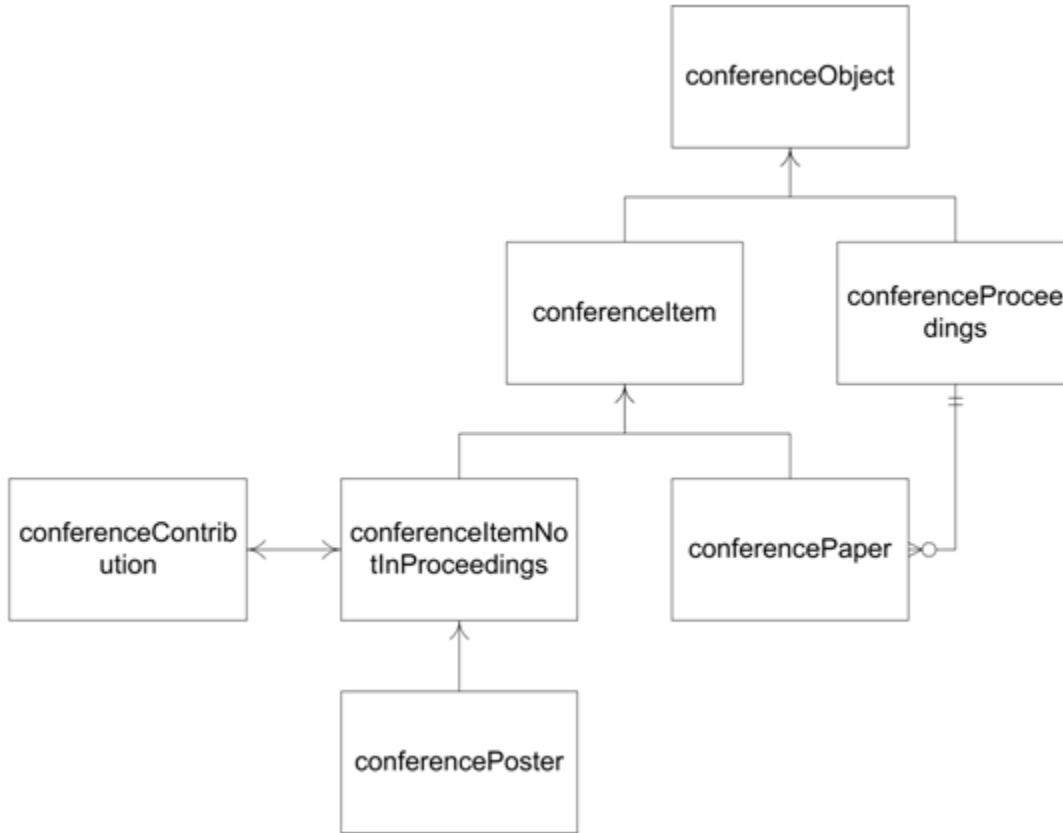 conferenceObject
conferenceItem
conferenceProcee
dings
conferenceContrib
ution
conferenceItemNo
tInProceedings
conferencePaper
conferencePoster